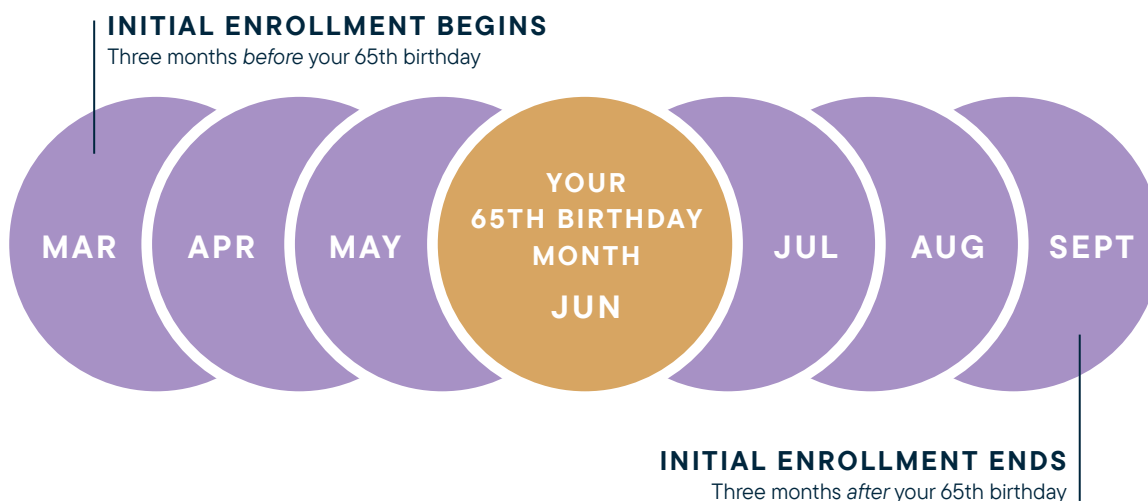 INITIAL ENROLLMENT BEGINS
Three months before your 65th birthday
MAR
APR
MAY
YOUR
65TH BIRTHDAY
MONTH
JUN
JUL
AUG
SEPT
INITIAL ENROLLMENT ENDS
Three months after your 65th birthday